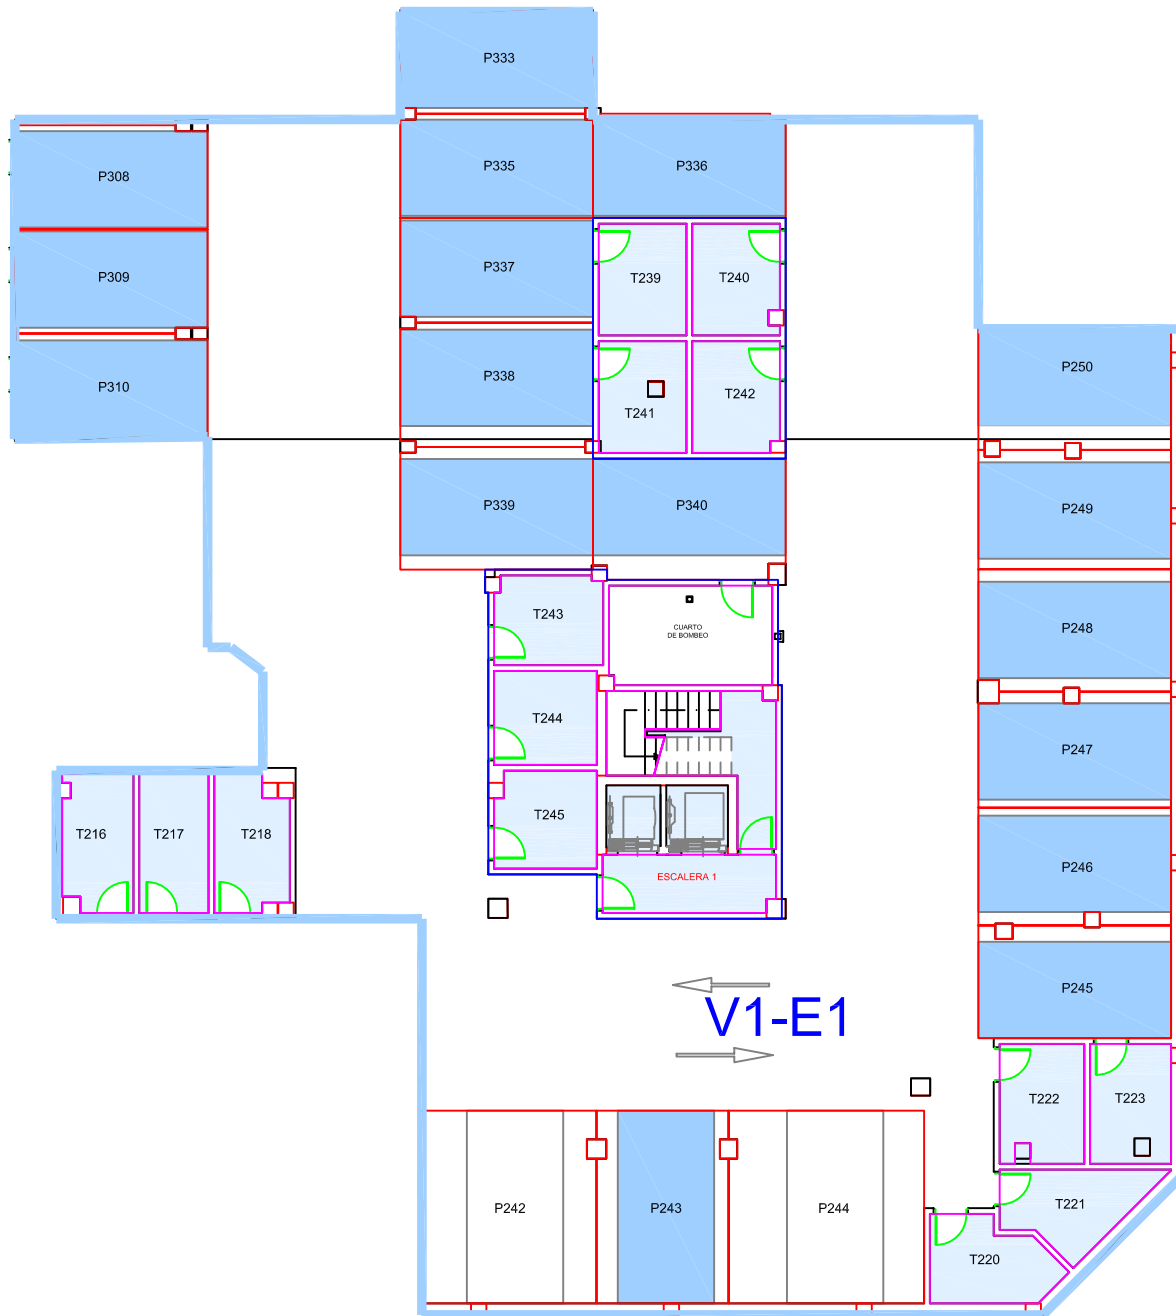 P333
P335
P336
P308
P337
T239
T240
P309
P338
P310
T241
T242
P250
P339
P340
P249
T243
CUARTO
DE BOMBEO
P248
T244
P247
T216
T217
T218
T245
P246
ESCALERA 1
P245
V1-E1
T222
T223
P242
P243
P244
T221
T220